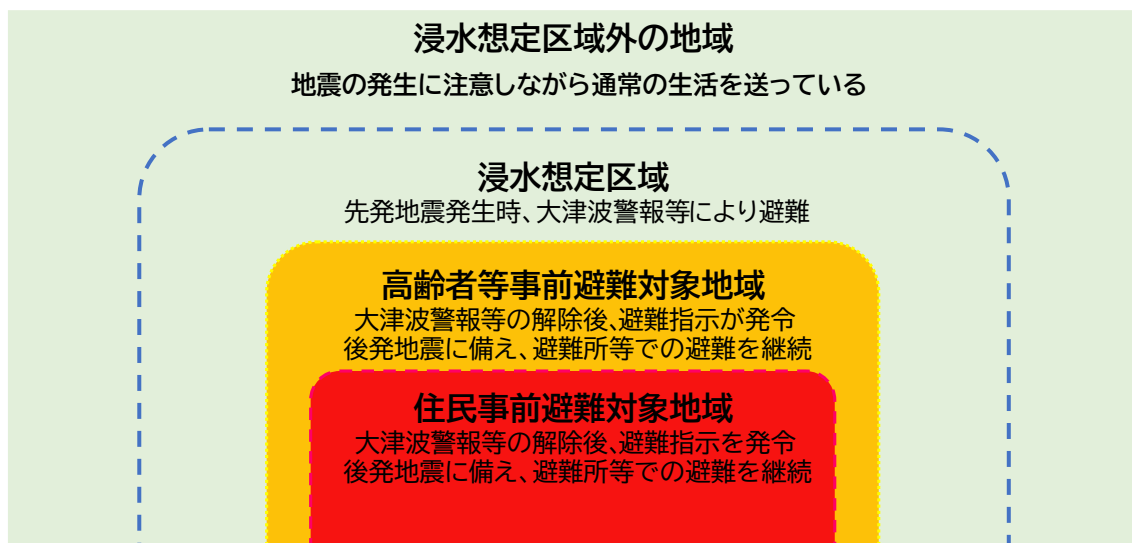 浸水想定区域外の地域
地震の発生に注意しながら通常の生活を送っている
浸水想定区域
先発地震発生時、大津波警報等により避難
高齢者等事前避難対象地域
大津波警報等の解除後、避難指示が発令
後発地震に備え、避難所等での避難を継続
住民事前避難対象地域
大津波警報等の解除後、避難指示を発令
後発地震に備え、避難所等での避難を継続